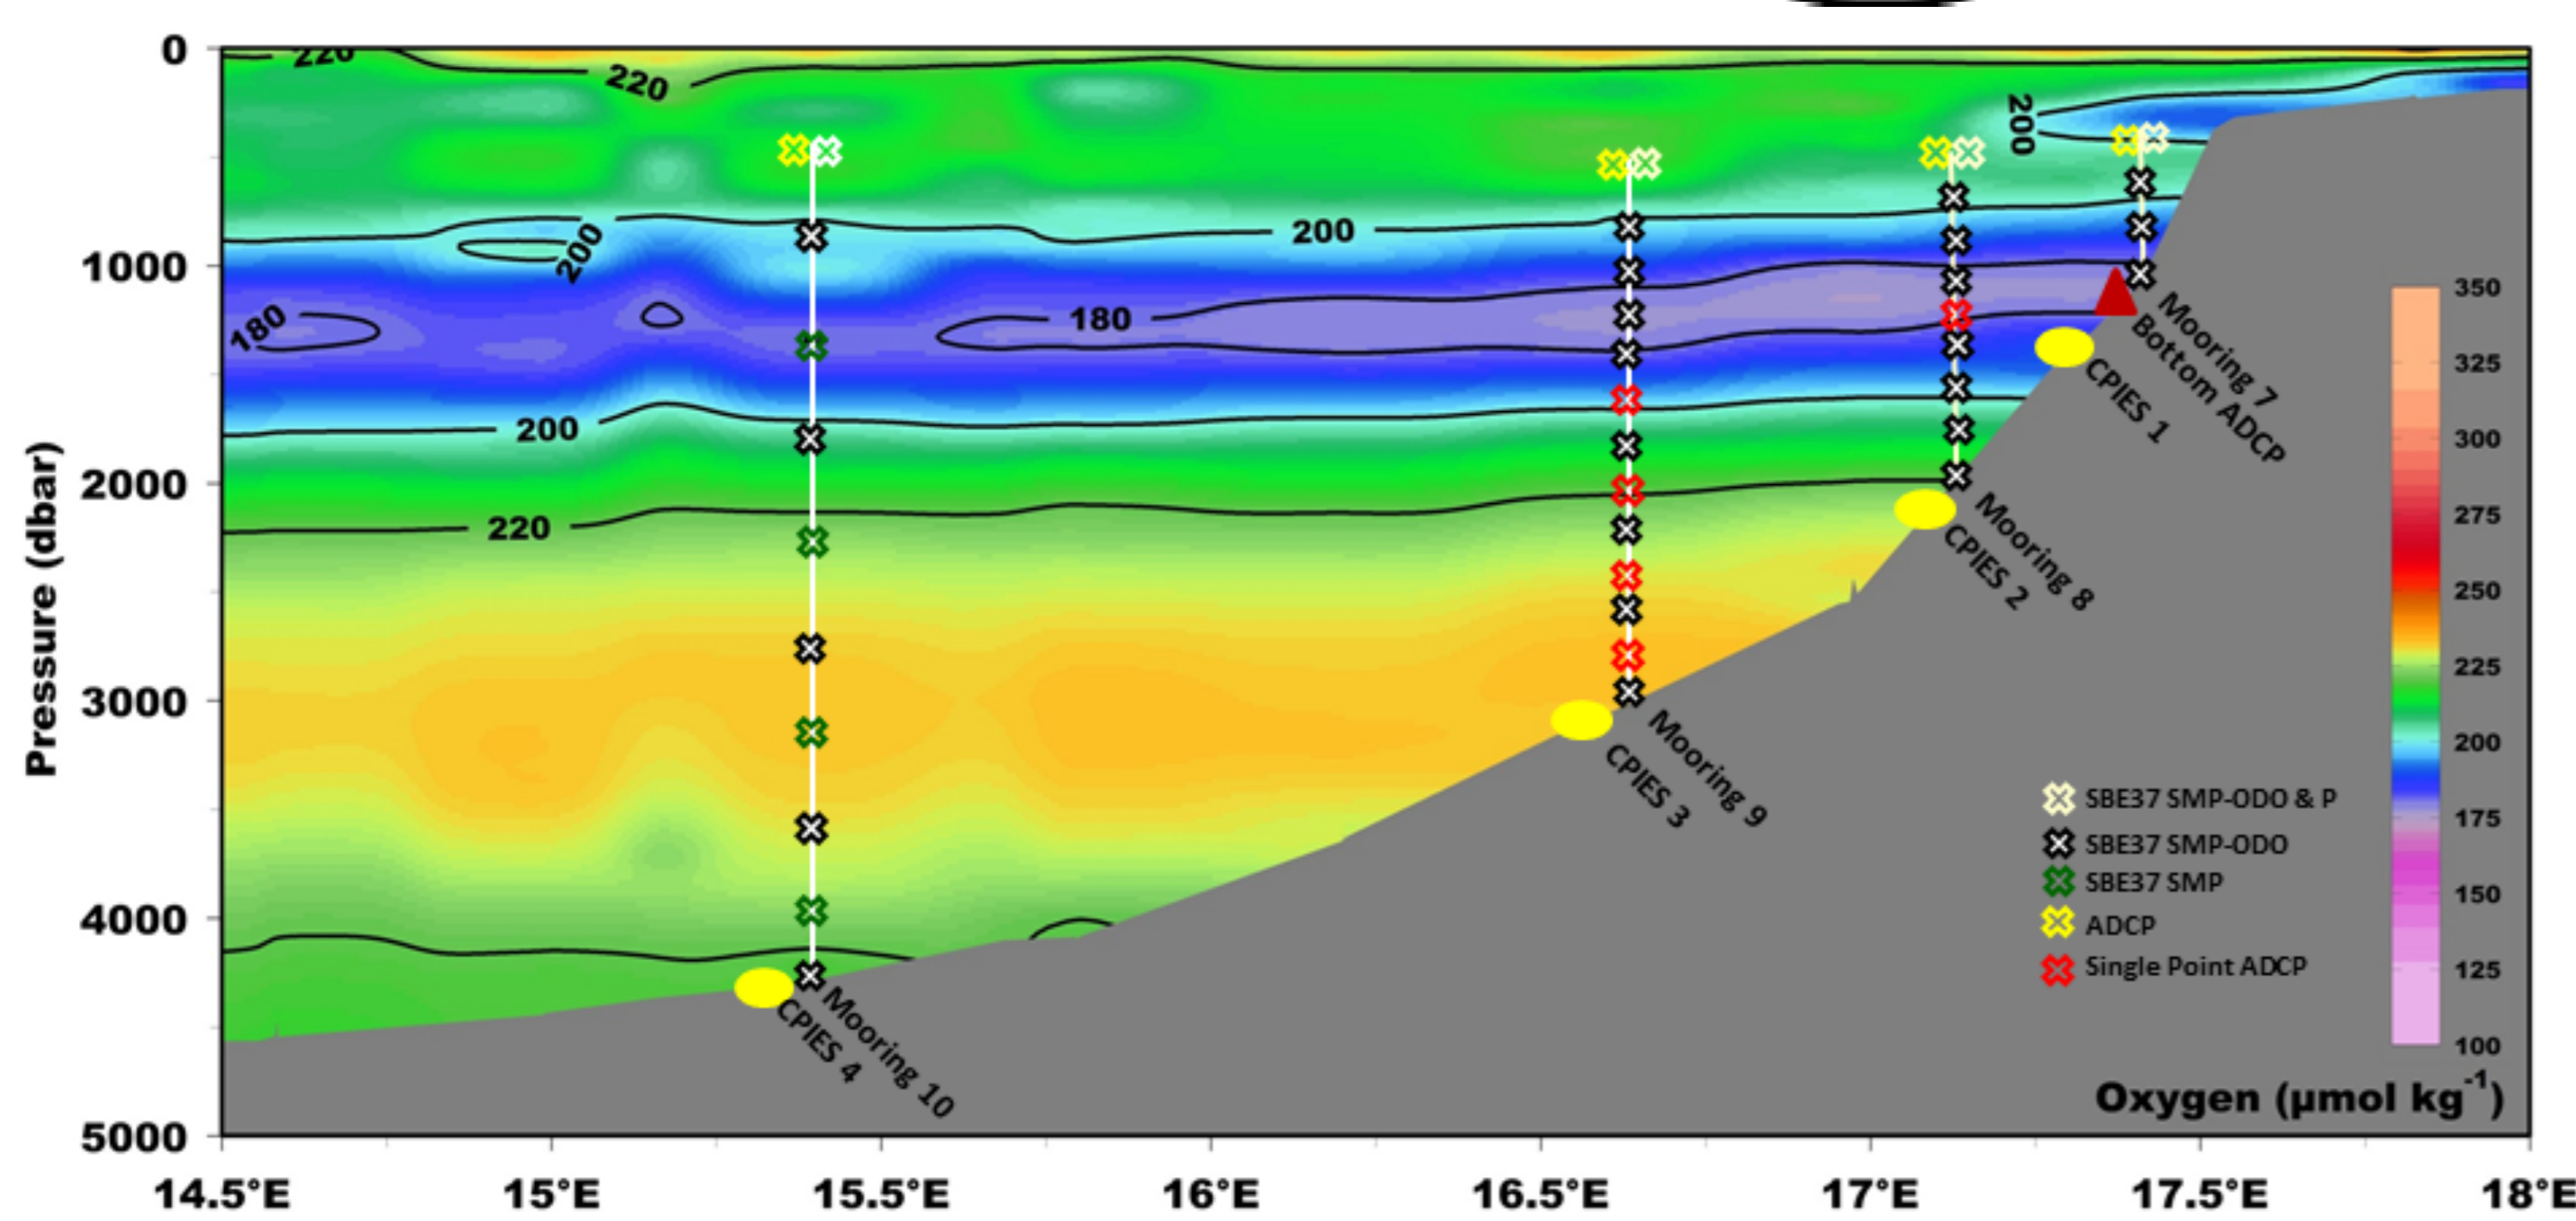 220
220
200
200
200
180
180
200
220
0
1000
2000
3000
4000
5000
Pressure (dbar)
14.5°E
15°E
15.5°E
16°E
16.5°E
17°E
17.5°E
18°E
Mooring 7
Bottom ADCP
CPIES 1
Mooring 8
CPIES 2
Mooring 9
CPIES 3
Mooring 10
CPIES 4
SBE37 SMP-ODO & P
SBE37 SMP-ODO
SBE37 SMP
ADCP
Single Point ADCP
350
325
300
275
250
225
200
175
150
125
100
Oxygen (µmol kg⁻¹)